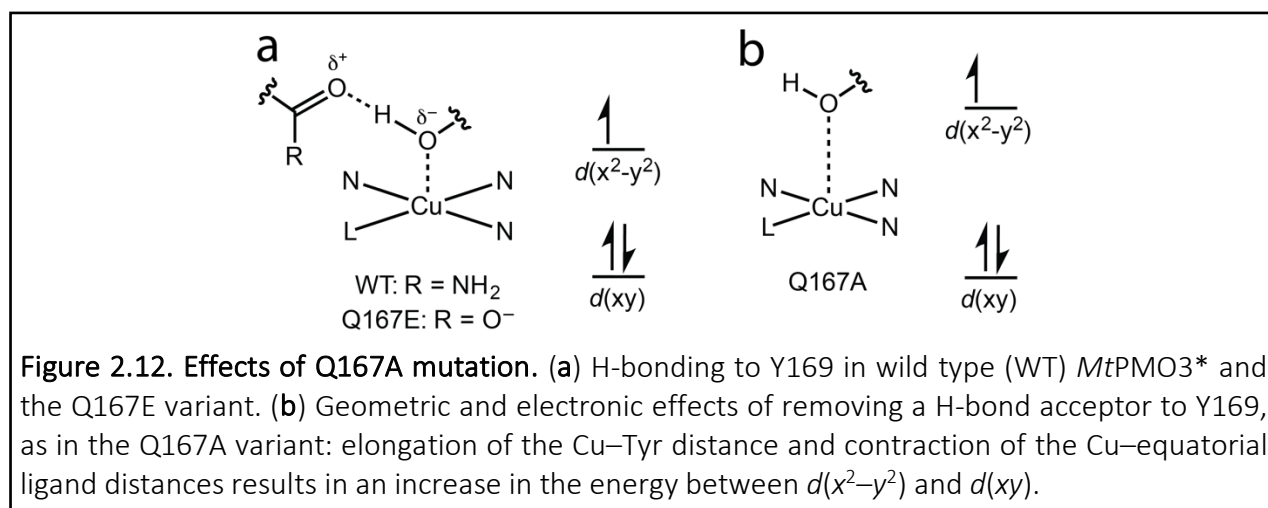 a
b
δ⁺
O
H
δ⁻
O
R
N
N
Cu
L
N
WT: R = NH₂
Q167E: R = O⁻
d(x²-y²)
d(xy)
H
O
N
N
Cu
L
N
Q167A
d(x²-y²)
d(xy)
Figure 2.12. Effects of Q167A mutation. (a) H-bonding to Y169 in wild type (WT) MtPMO3* and
the Q167E variant. (b) Geometric and electronic effects of removing a H-bond acceptor to Y169,
as in the Q167A variant: elongation of the Cu–Tyr distance and contraction of the Cu–equatorial
ligand distances results in an increase in the energy between d(x²–y²) and d(xy).